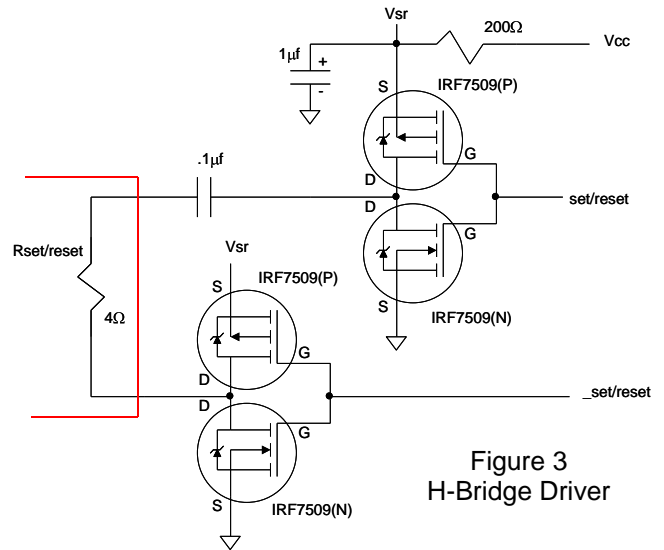 Vsr
200Ω
Vcc
1µf
+
-
S
IRF7509(P)
G
D
.1µf
set/reset
D
G
S
IRF7509(N)
Rset/reset
4Ω
Vsr
S
IRF7509(P)
G
D
_set/reset
D
G
S
IRF7509(N)
Figure 3
H-Bridge Driver